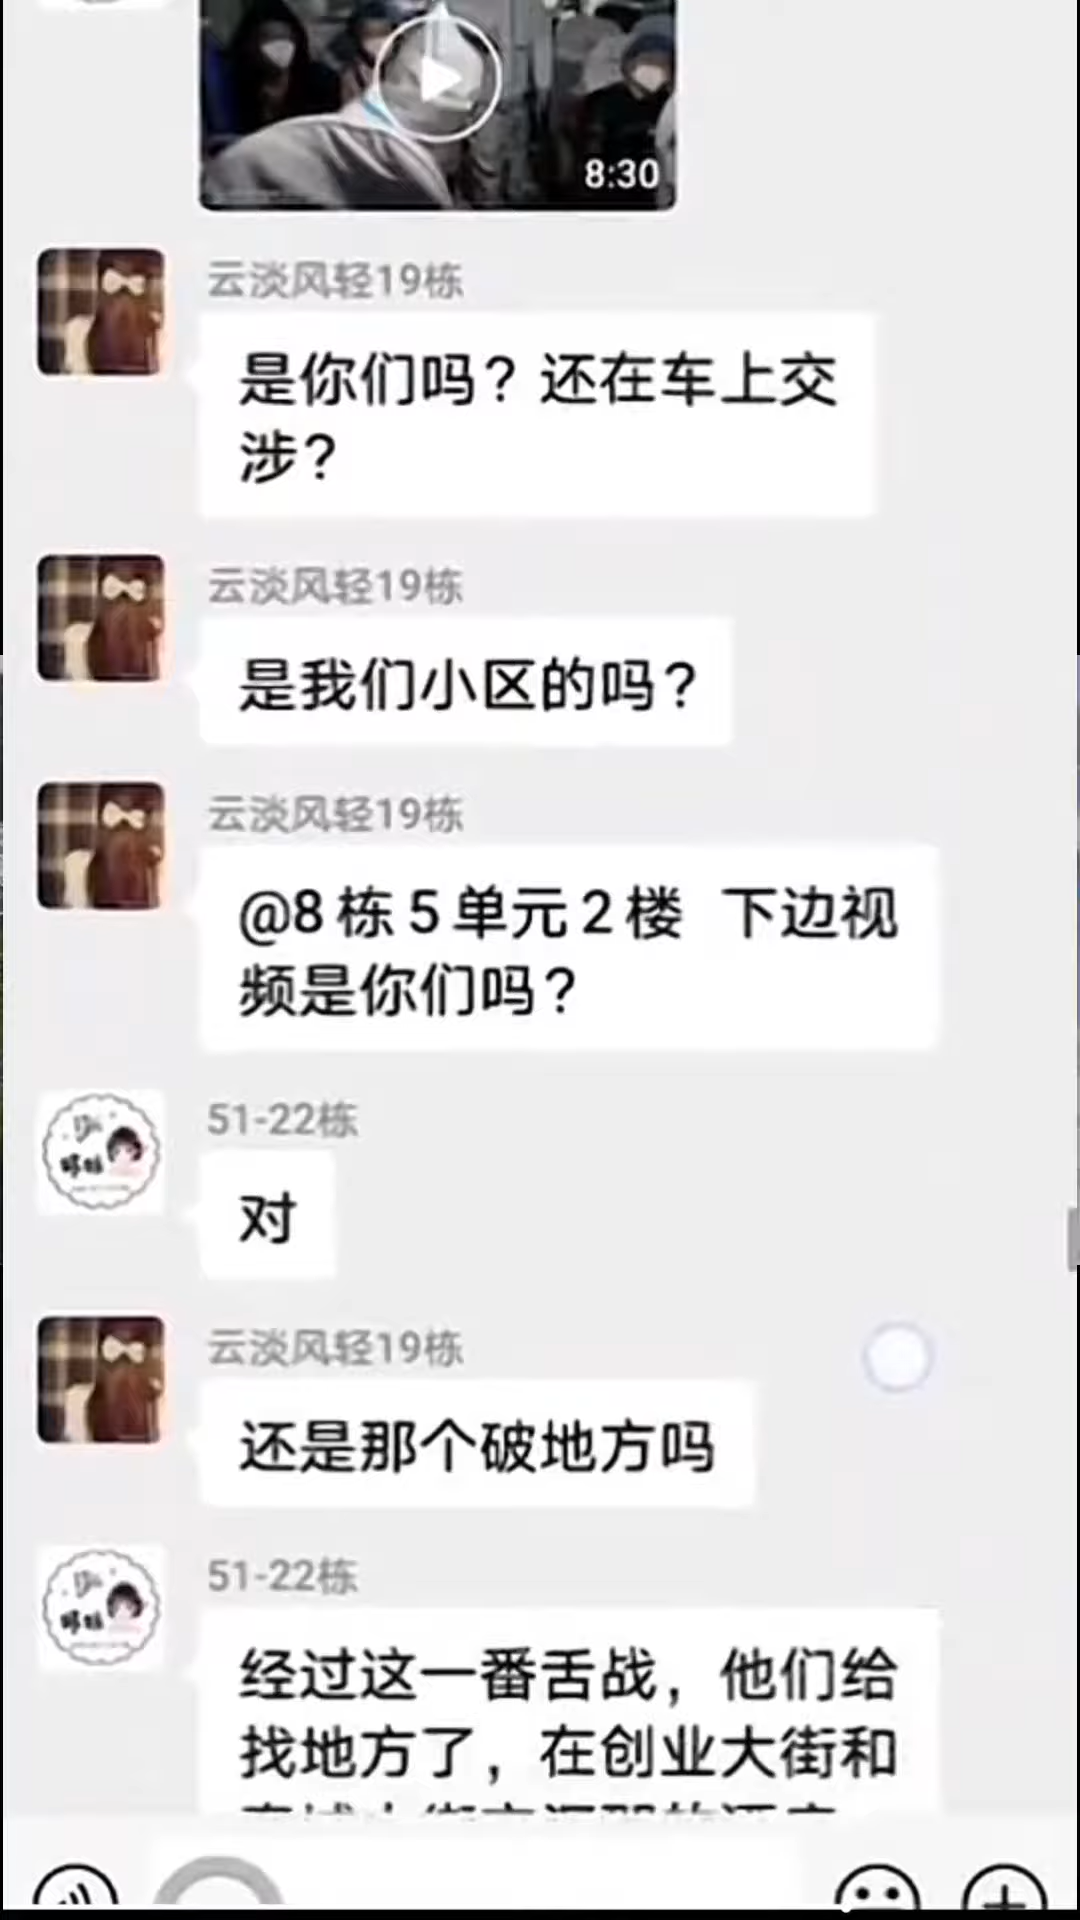 8:30
云淡风轻19栋
是你们吗？还在车上交
涉？
云淡风轻19栋
是我们小区的吗？
云淡风轻19栋
@8栋5单元2楼 下边视
频是你们吗？
51-22栋
对
云淡风轻19栋
还是那个破地方吗
51-22栋
经过这一番舌战，他们给
找地方了，在创业大街和